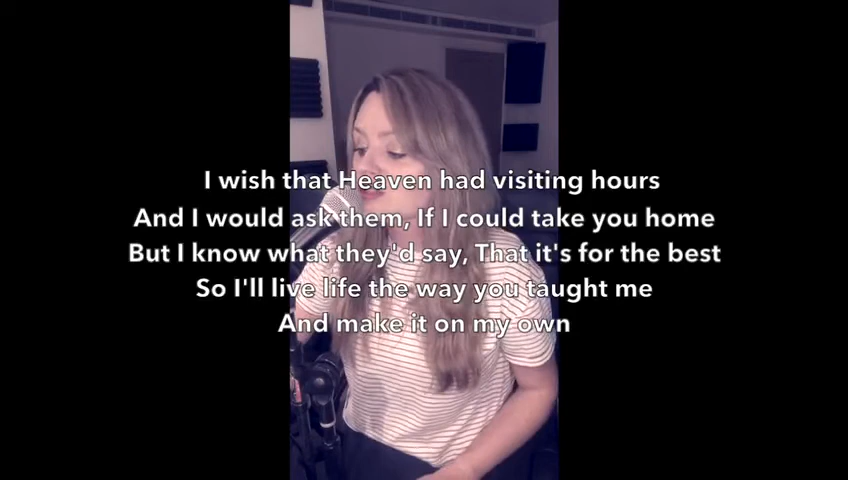 I wish that Heaven had visiting hours
And I would ask them, If I could take you home
But I know what they'd say, That it's for the best
So I'll live life the way you taught me
And make it on my own